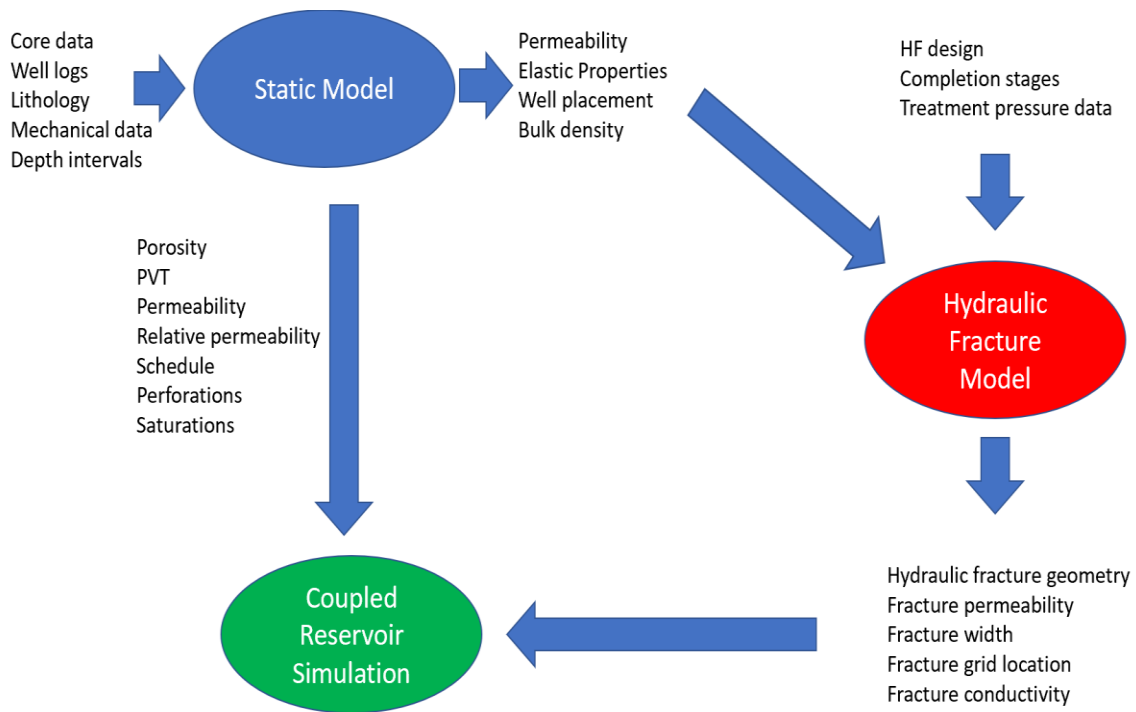 Core data
Well logs
Lithology
Mechanical data
Depth intervals
Static Model
Permeability
Elastic Properties
Well placement
Bulk density
HF design
Completion stages
Treatment pressure data
Porosity
PVT
Permeability
Relative permeability
Schedule
Perforations
Saturations
Hydraulic
Fracture
Model
Coupled
Reservoir
Simulation
Hydraulic fracture geometry
Fracture permeability
Fracture width
Fracture grid location
Fracture conductivity